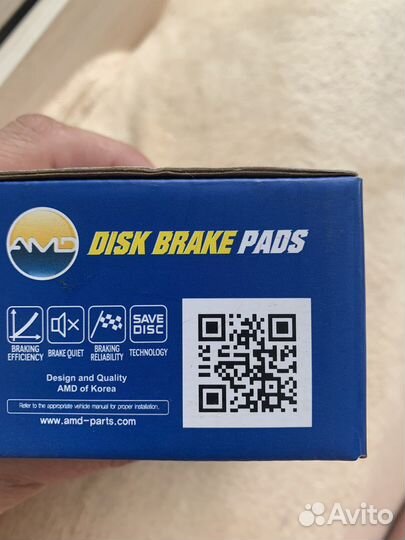 AMD
DISK BRAKE PADS
BRAKING
EFFICIENCY
BRAKE QUIET
BRAKING
RELIABILITY
SAVE
DISC
TECHNOLOGY
Design and Quality
AMD of Korea
Refer to the appropriate vehicle manual for proper installation.
www.amd-parts.com
Avito